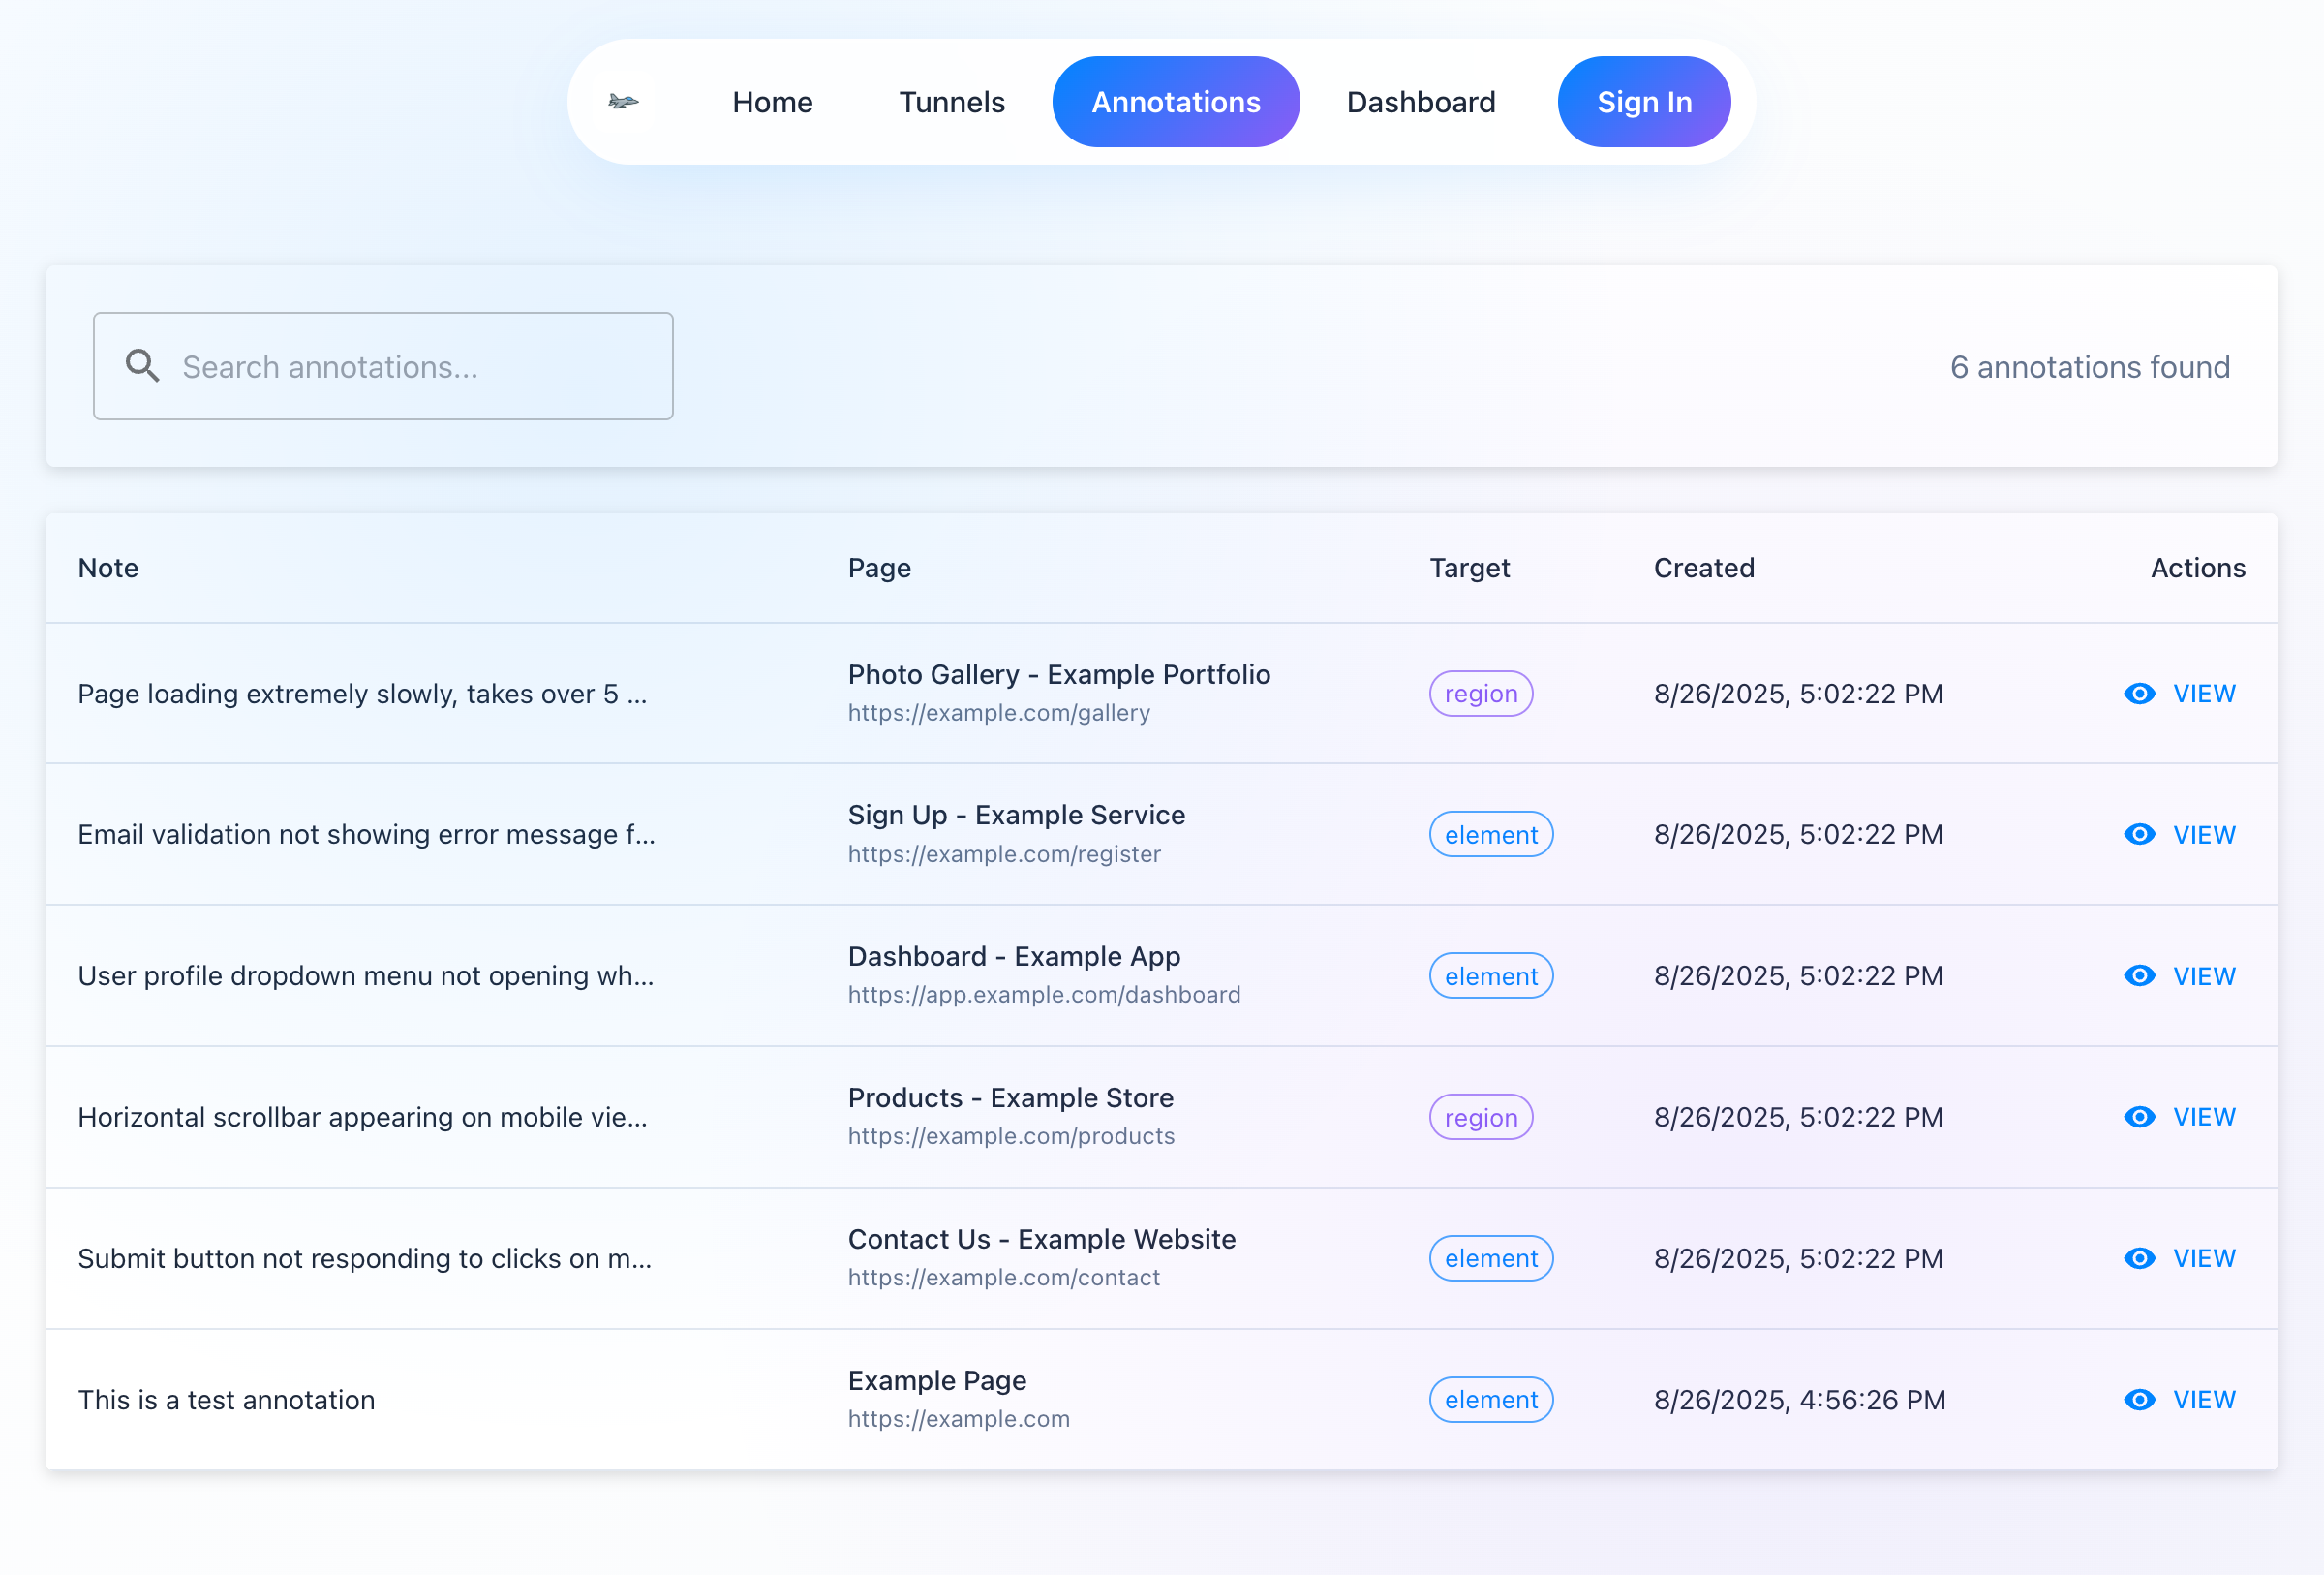 Home Tunnels Annotations Dashboard Sign In
Search annotations...
6 annotations found
Note Page Target Created Actions
Page loading extremely slowly, takes over 5 ...
Photo Gallery - Example Portfolio
https://example.com/gallery
region
8/26/2025, 5:02:22 PM
VIEW
Email validation not showing error message f...
Sign Up - Example Service
https://example.com/register
element
8/26/2025, 5:02:22 PM
VIEW
User profile dropdown menu not opening wh...
Dashboard - Example App
https://app.example.com/dashboard
element
8/26/2025, 5:02:22 PM
VIEW
Horizontal scrollbar appearing on mobile vie...
Products - Example Store
https://example.com/products
region
8/26/2025, 5:02:22 PM
VIEW
Submit button not responding to clicks on m...
Contact Us - Example Website
https://example.com/contact
element
8/26/2025, 5:02:22 PM
VIEW
This is a test annotation
Example Page
https://example.com
element
8/26/2025, 4:56:26 PM
VIEW